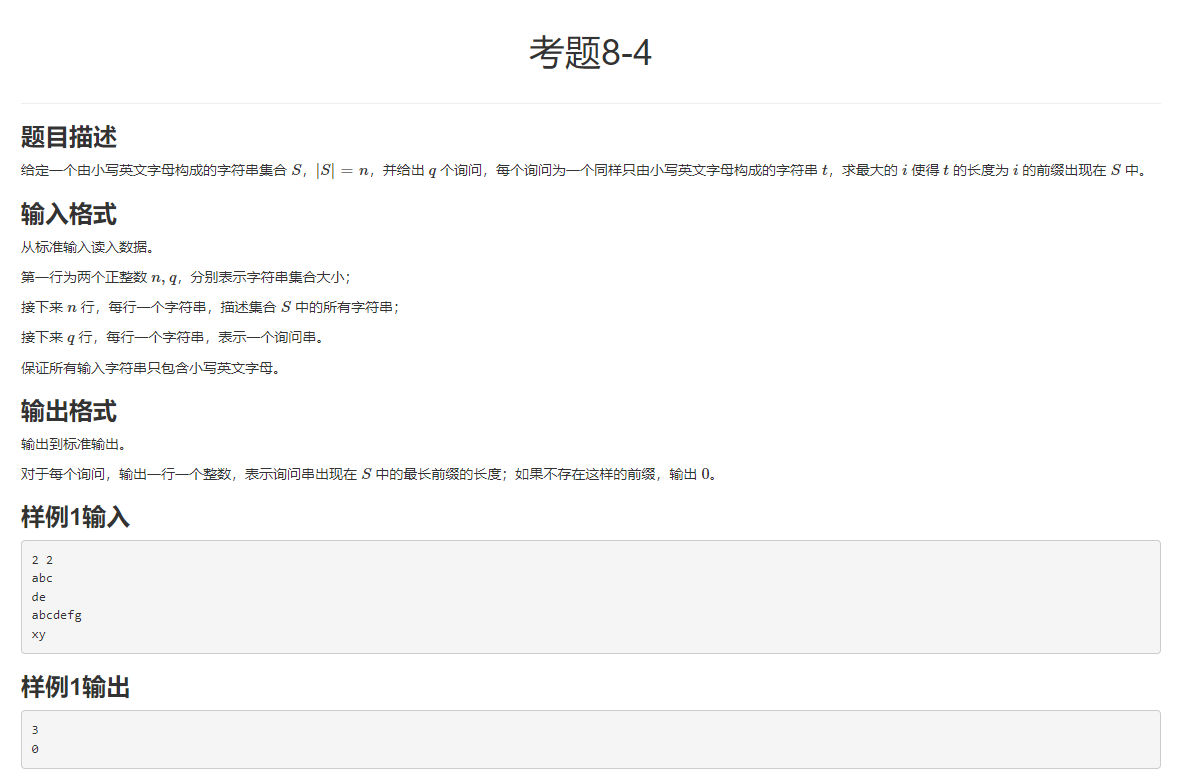 考题8-4
题目描述
给定一个由小写英文字母构成的字符串集合 S，|S| = n，并给出 q 个询问，每个询问为一个同样只由小写英文字母构成的字符串 t，求最大的 i 使得 t 的长度为 i 的前缀出现在 S 中。
输入格式
从标准输入读入数据。
第一行为两个正整数 n, q，分别表示字符串集合大小；
接下来 n 行，每行一个字符串，描述集合 S 中的所有字符串；
接下来 q 行，每行一个字符串，表示一个询问串。
保证所有输入字符串只包含小写英文字母。
输出格式
输出到标准输出。
对于每个询问，输出一行一个整数，表示询问串出现在 S 中的最长前缀的长度；如果不存在这样的前缀，输出 0。
样例1输入
2 2
abc
de
abcdefg
xy
样例1输出
3
0